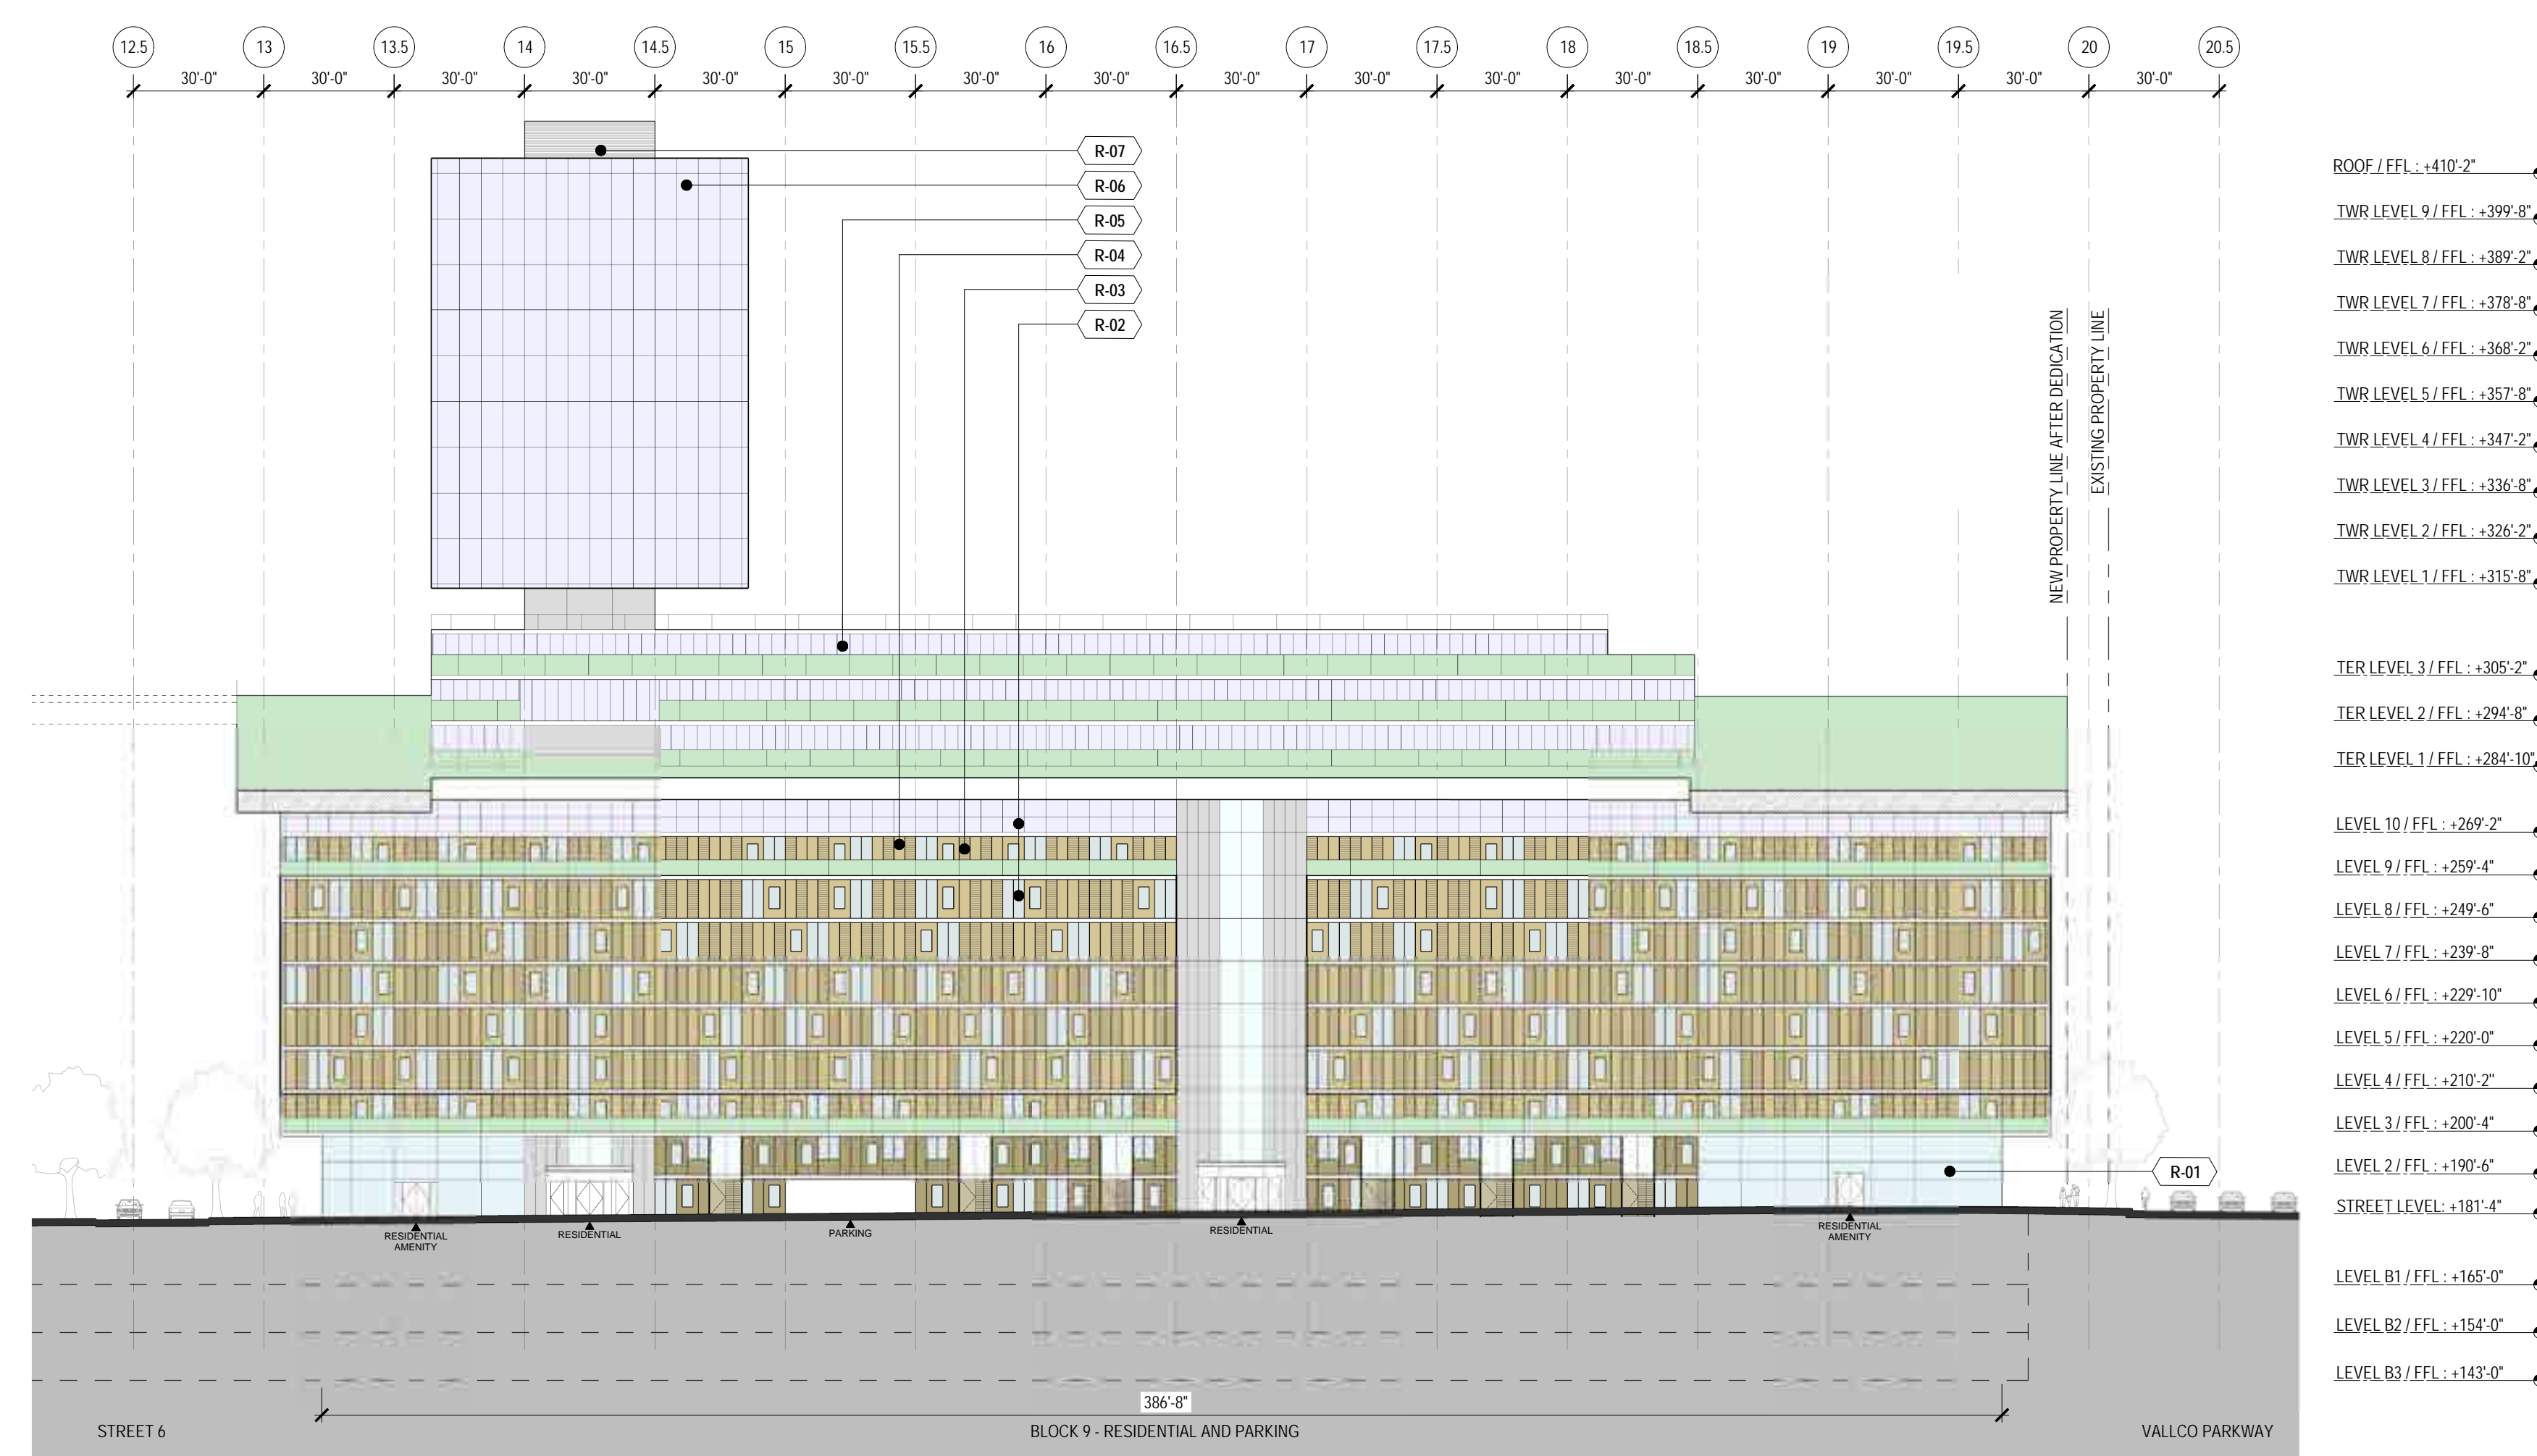 12.5 13 13.5 14 14.5 15 15.5 16 16.5 17 17.5 18 18.5 19 19.5 20 20.5
30'-0" 30'-0" 30'-0" 30'-0" 30'-0" 30'-0" 30'-0" 30'-0" 30'-0" 30'-0" 30'-0" 30'-0" 30'-0" 30'-0" 30'-0" 30'-0"
R-07
R-06
R-05
R-04
R-03
R-02
NEW PROPERTY LINE AFTER DEDICATION
EXISTING PROPERTY LINE
ROOF / FFL : +410'-2"
TWR LEVEL 9 / FFL : +399'-8"
TWR LEVEL 8 / FFL : +389'-2"
TWR LEVEL 7 / FFL : +378'-8"
TWR LEVEL 6 / FFL : +368'-2"
TWR LEVEL 5 / FFL : +357'-8"
TWR LEVEL 4 / FFL : +347'-2"
TWR LEVEL 3 / FFL : +336'-8"
TWR LEVEL 2 / FFL : +326'-2"
TWR LEVEL 1 / FFL : +315'-8"
TER LEVEL 3 / FFL : +305'-2"
TER LEVEL 2 / FFL : +294'-8"
TER LEVEL 1 / FFL : +284'-10"
LEVEL 10 / FFL : +269'-2"
LEVEL 9 / FFL : +259'-4"
LEVEL 8 / FFL : +249'-6"
LEVEL 7 / FFL : +239'-8"
LEVEL 6 / FFL : +229'-10"
LEVEL 5 / FFL : +220'-0"
LEVEL 4 / FFL : +210'-2"
LEVEL 3 / FFL : +200'-4"
LEVEL 2 / FFL : +190'-6"
STREET LEVEL: +181'-4"
LEVEL B1 / FFL : +165'-0"
LEVEL B2 / FFL : +154'-0"
LEVEL B3 / FFL : +143'-0"
R-01
RESIDENTIAL
AMENITY
RESIDENTIAL
PARKING
RESIDENTIAL
RESIDENTIAL
AMENITY
386'-8"
STREET 6
BLOCK 9 - RESIDENTIAL AND PARKING
VALLCO PARKWAY